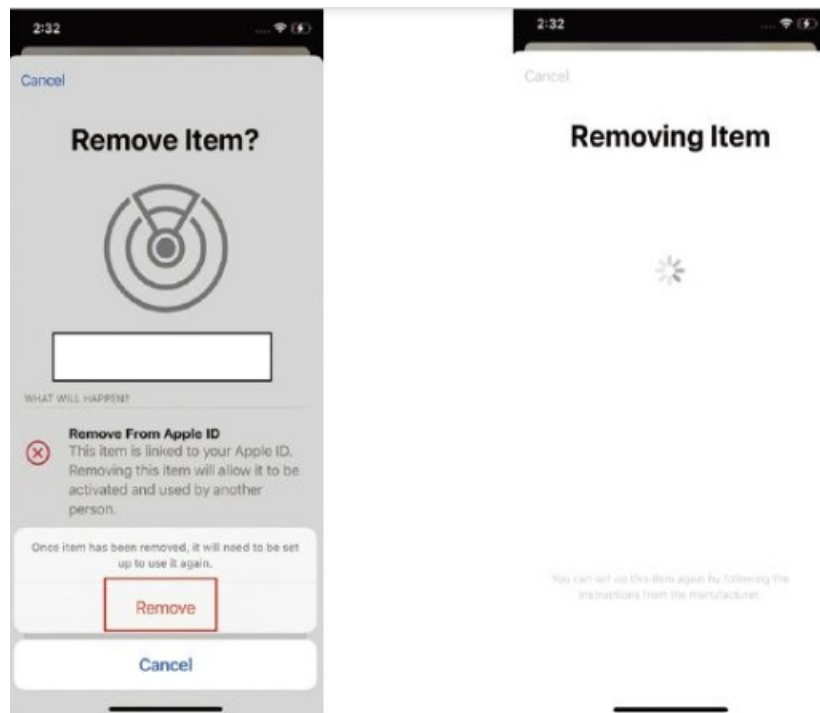 2:32
Cancel
Remove Item?
WHAT WILL HAPPEN?
Remove From Apple ID
This item is linked to your Apple ID.
Removing this item will allow it to be
activated and used by another
person.
Once item has been removed, it will need to be set
up to use it again.
Remove
Cancel
2:32
Cancel
Removing Item
You can set up this item again by following the
instructions from the manufacturer.